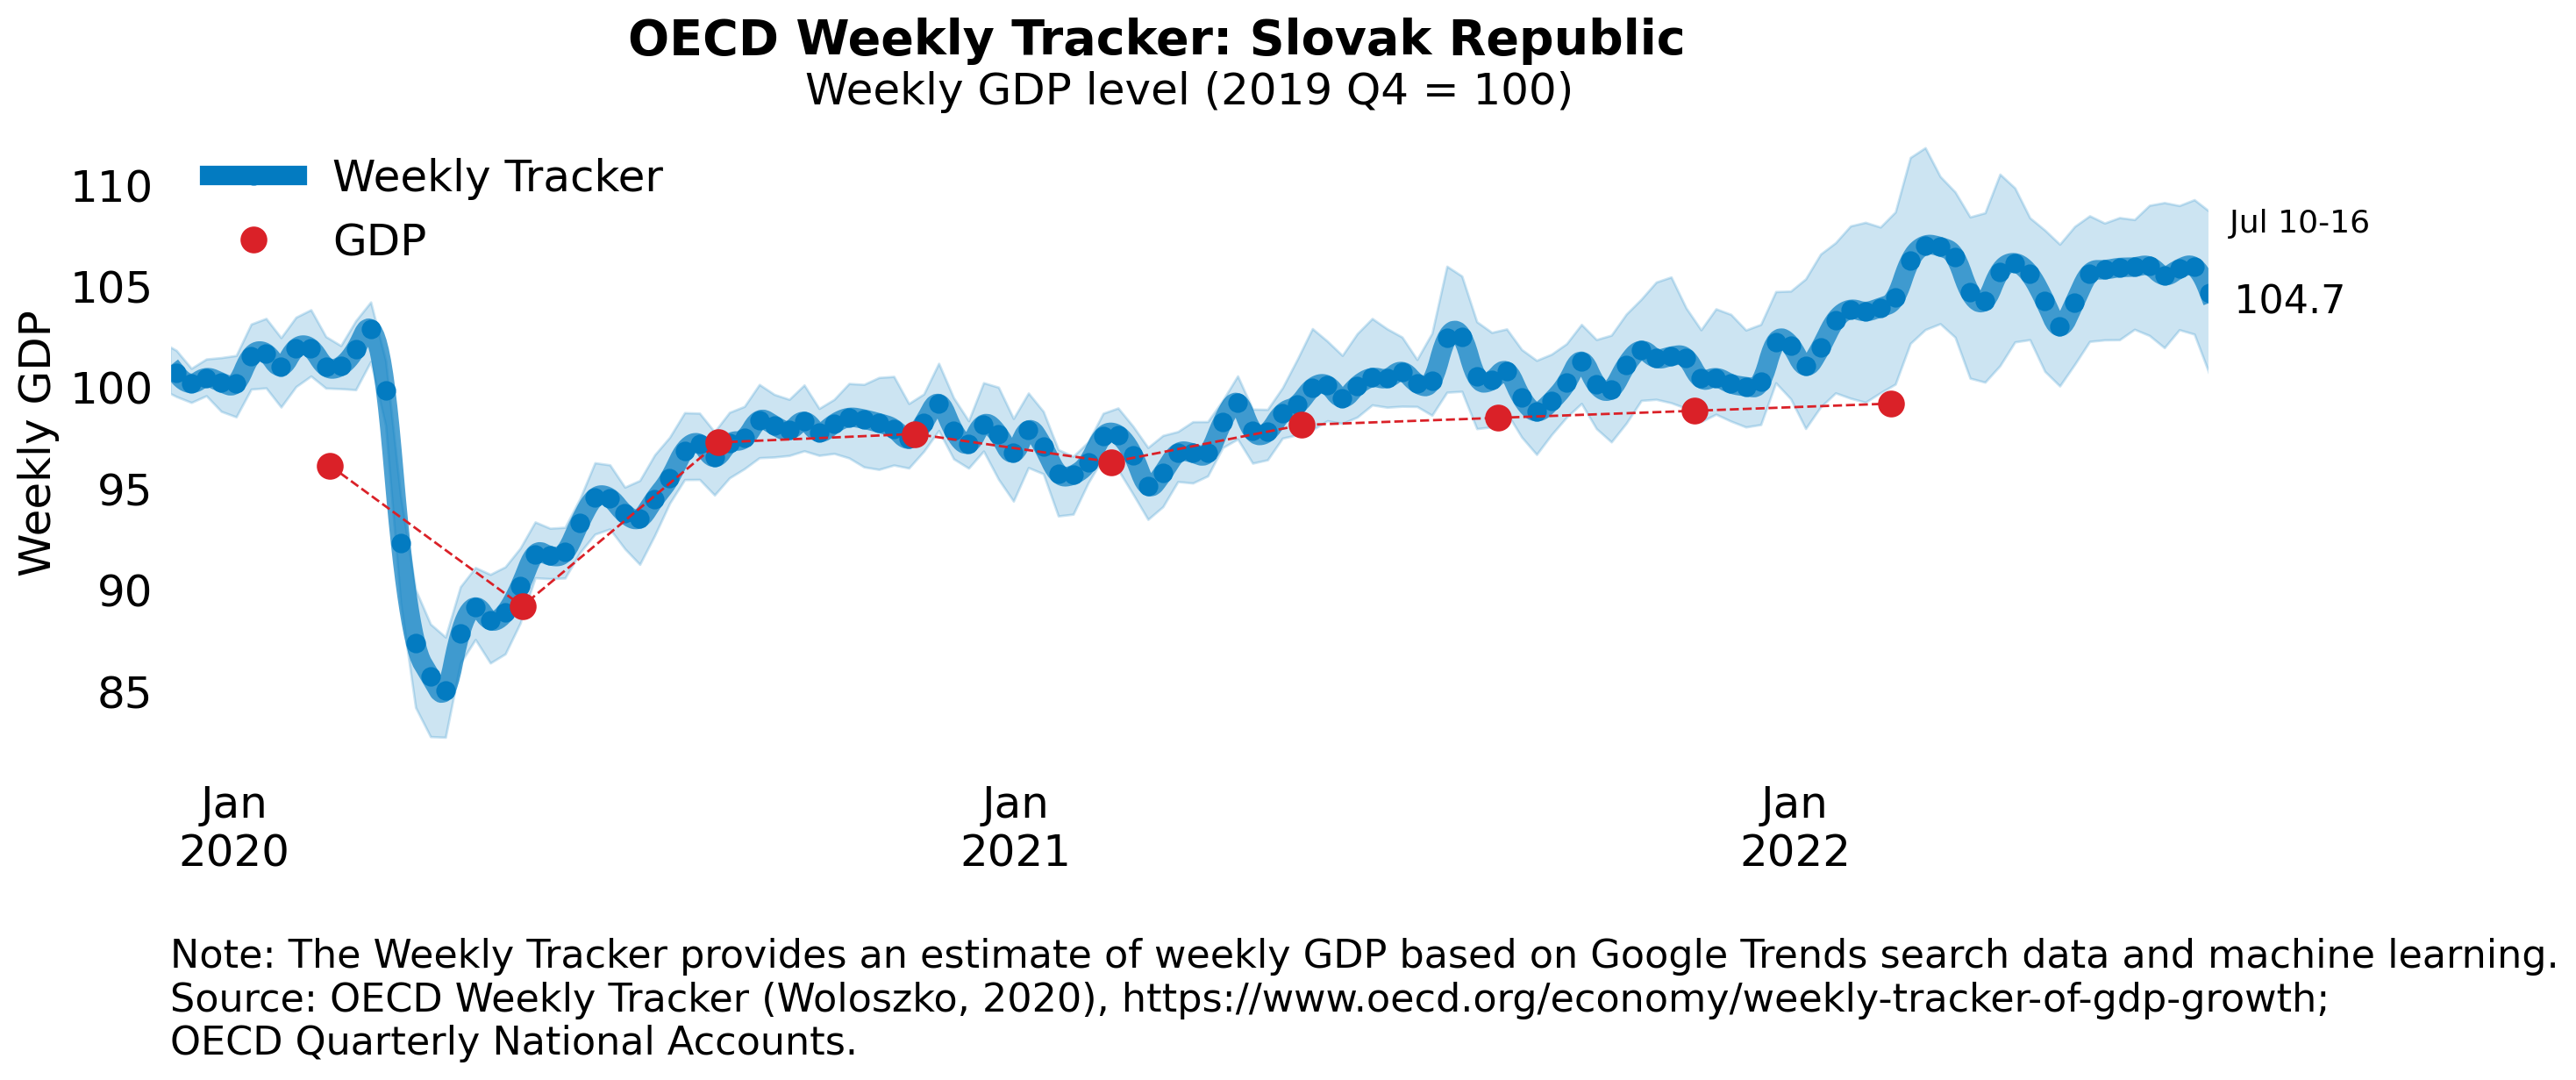 OECD Weekly Tracker: Slovak Republic
Weekly GDP level (2019 Q4 = 100)
Weekly Tracker
GDP
Weekly GDP
110
105
100
95
90
85
Jul 10-16
104.7
Jan
2020
Jan
2021
Jan
2022
Note: The Weekly Tracker provides an estimate of weekly GDP based on Google Trends search data and machine learning.
Source: OECD Weekly Tracker (Woloszko, 2020), https://www.oecd.org/economy/weekly-tracker-of-gdp-growth;
OECD Quarterly National Accounts.